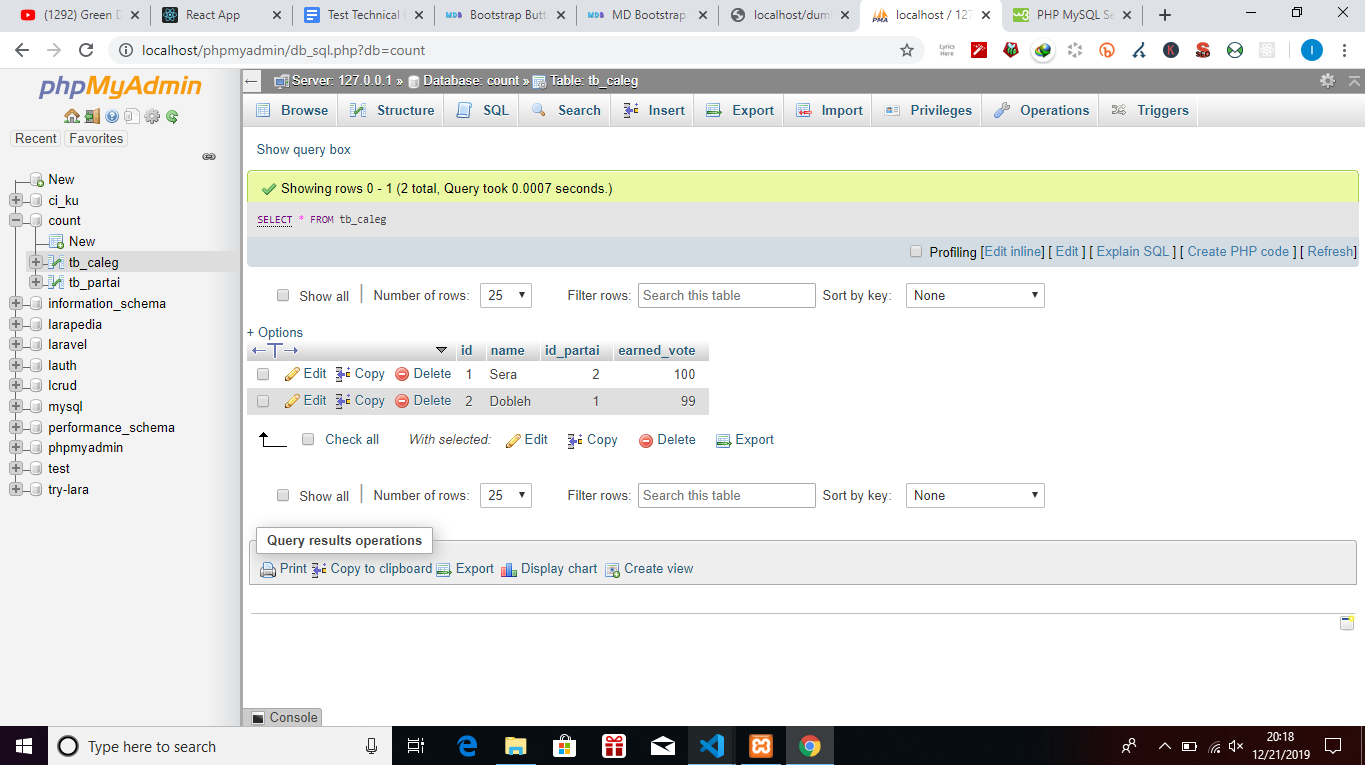 (1292) Green D
React App
Test Technical
MDB Bootstrap Butt
MDB MD Bootstrap
localhost/dum
PMA localhost / 127
w3 PHP MySQL Se
localhost/phpmyadmin/db_sql.php?db=count
Lyrics Here
I
phpMyAdmin
Recent Favorites
New
ci_ku
count
New
tb_caleg
tb_partai
information_schema
larapedia
laravel
lauth
lcrud
mysql
performance_schema
phpmyadmin
test
try-lara
Server: 127.0.0.1 » Database: count » Table: tb_caleg
Browse Structure SQL Search Insert Export Import Privileges Operations Triggers
Show query box
Showing rows 0 - 1 (2 total, Query took 0.0007 seconds.)
SELECT * FROM tb_caleg
Profiling [Edit inline] [ Edit ] [ Explain SQL ] [ Create PHP code ] [ Refresh]
Show all Number of rows: 25 Filter rows: Search this table Sort by key: None
+ Options
←T→ id name id_partai earned_vote
Edit Copy Delete 1 Sera 2 100
Edit Copy Delete 2 Dobleh 1 99
Check all With selected: Edit Copy Delete Export
Show all Number of rows: 25 Filter rows: Search this table Sort by key: None
Query results operations
Print Copy to clipboard Export Display chart Create view
Console
Type here to search
20:18
12/21/2019